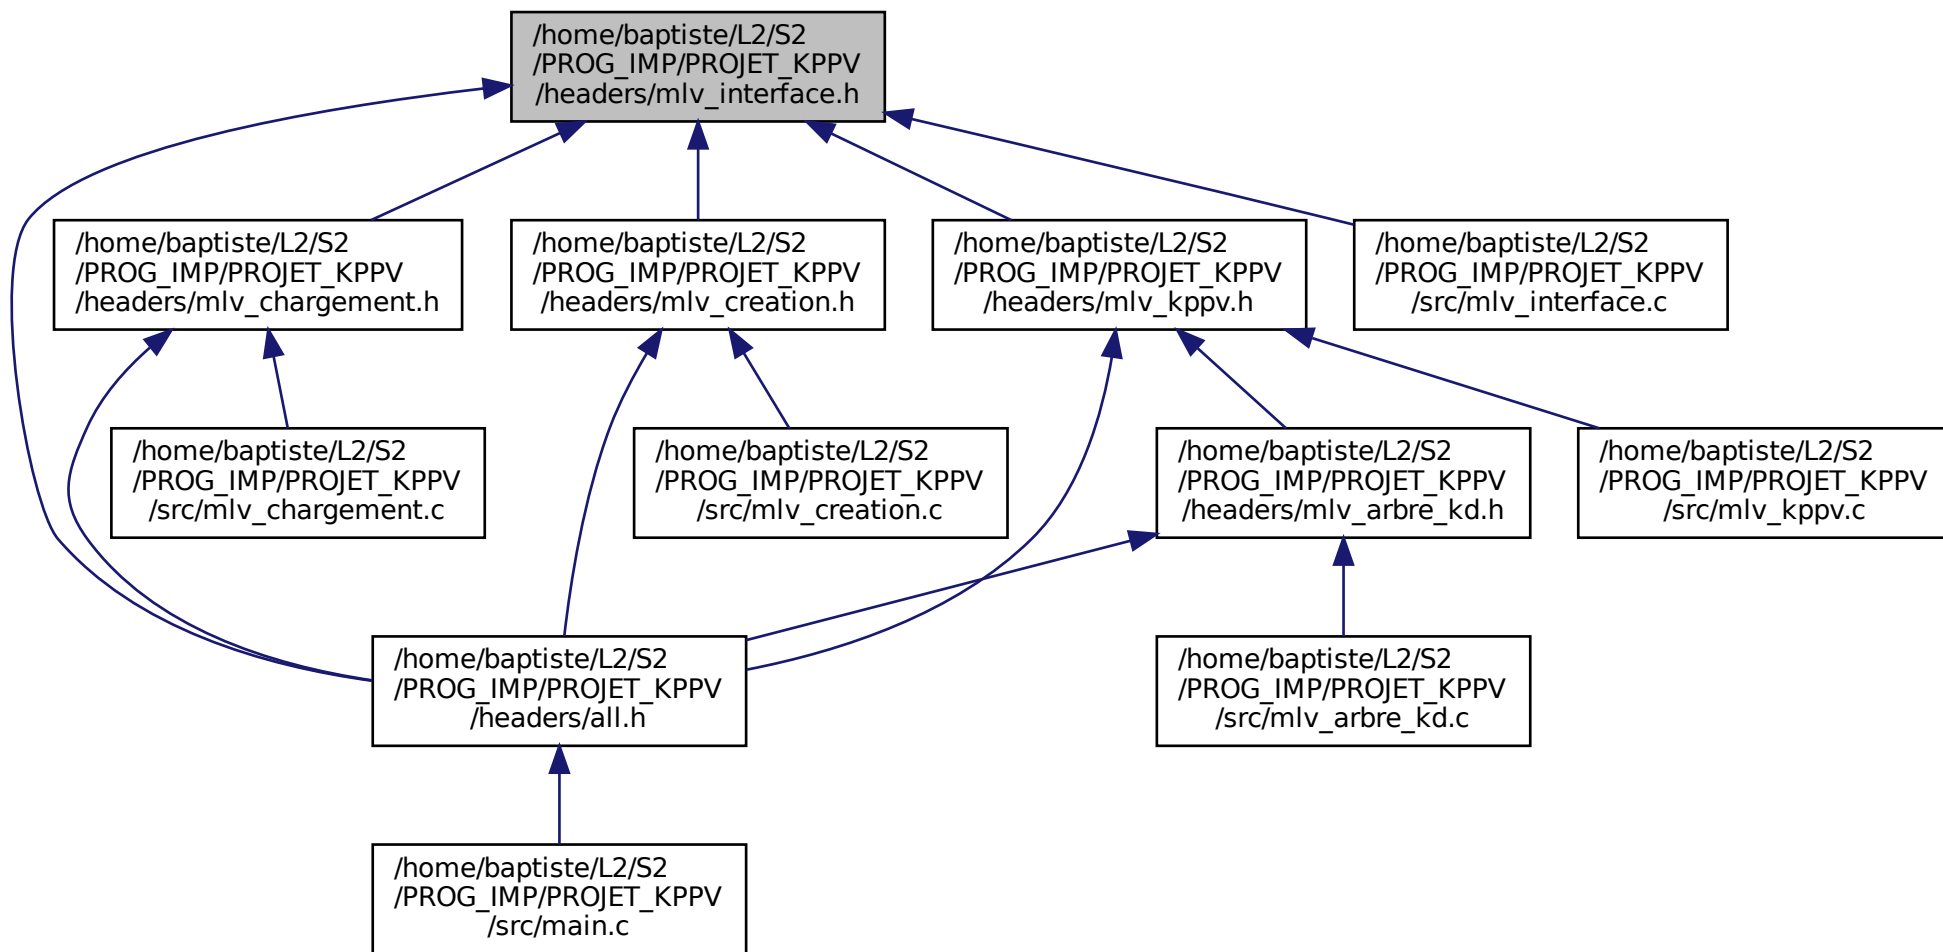 /home/baptiste/L2/S2
/PROG_IMP/PROJET_KPPV
/headers/mlv_interface.h
/home/baptiste/L2/S2
/PROG_IMP/PROJET_KPPV
/headers/mlv_chargement.h
/home/baptiste/L2/S2
/PROG_IMP/PROJET_KPPV
/headers/mlv_creation.h
/home/baptiste/L2/S2
/PROG_IMP/PROJET_KPPV
/headers/mlv_kppv.h
/home/baptiste/L2/S2
/PROG_IMP/PROJET_KPPV
/src/mlv_interface.c
/home/baptiste/L2/S2
/PROG_IMP/PROJET_KPPV
/src/mlv_chargement.c
/home/baptiste/L2/S2
/PROG_IMP/PROJET_KPPV
/src/mlv_creation.c
/home/baptiste/L2/S2
/PROG_IMP/PROJET_KPPV
/headers/mlv_arbre_kd.h
/home/baptiste/L2/S2
/PROG_IMP/PROJET_KPPV
/src/mlv_kppv.c
/home/baptiste/L2/S2
/PROG_IMP/PROJET_KPPV
/headers/all.h
/home/baptiste/L2/S2
/PROG_IMP/PROJET_KPPV
/src/mlv_arbre_kd.c
/home/baptiste/L2/S2
/PROG_IMP/PROJET_KPPV
/src/main.c